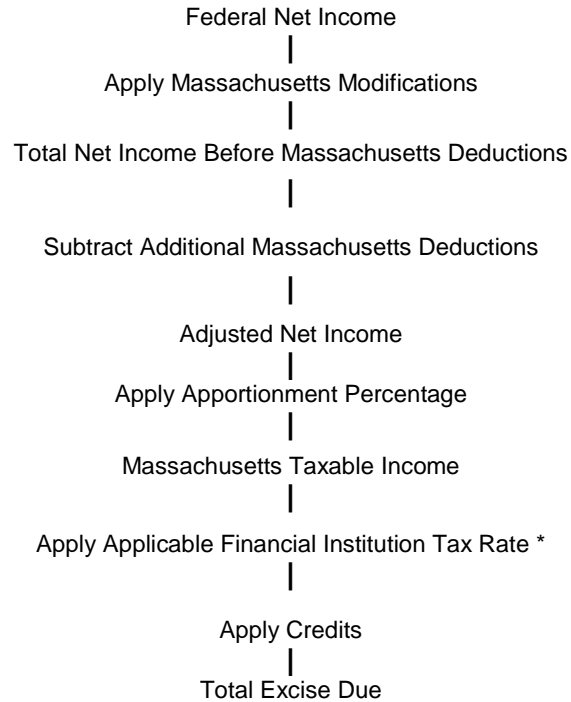 Federal Net Income
Apply Massachusetts Modifications
Total Net Income Before Massachusetts Deductions
Subtract Additional Massachusetts Deductions
Adjusted Net Income
Apply Apportionment Percentage
Massachusetts Taxable Income
Apply Applicable Financial Institution Tax Rate *
Apply Credits
Total Excise Due